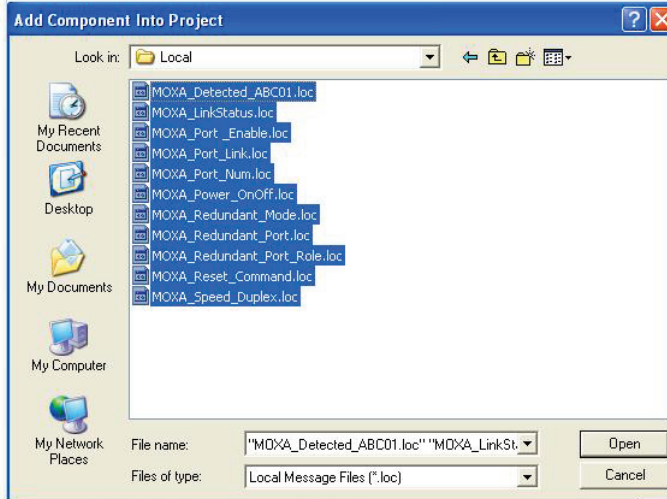 Add Component Into Project
Look in:
Local
MOXA_Detected_ABC01.loc
MOXA_LinkStatus.loc
MOXA_Port _Enable.loc
MOXA_Port_Link.loc
MOXA_Port_Num.loc
MOXA_Power_OnOff.loc
MOXA_Redundant_Mode.loc
MOXA_Redundant_Port.loc
MOXA_Redundant_Port_Role.loc
MOXA_Reset_Command.loc
MOXA_Speed_Duplex.loc
My Recent
Documents
Desktop
My Documents
My Computer
My Network
Places
File name:
"MOXA_Detected_ABC01.loc" "MOXA_LinkSt
Open
Files of type:
Local Message Files (*.loc)
Cancel